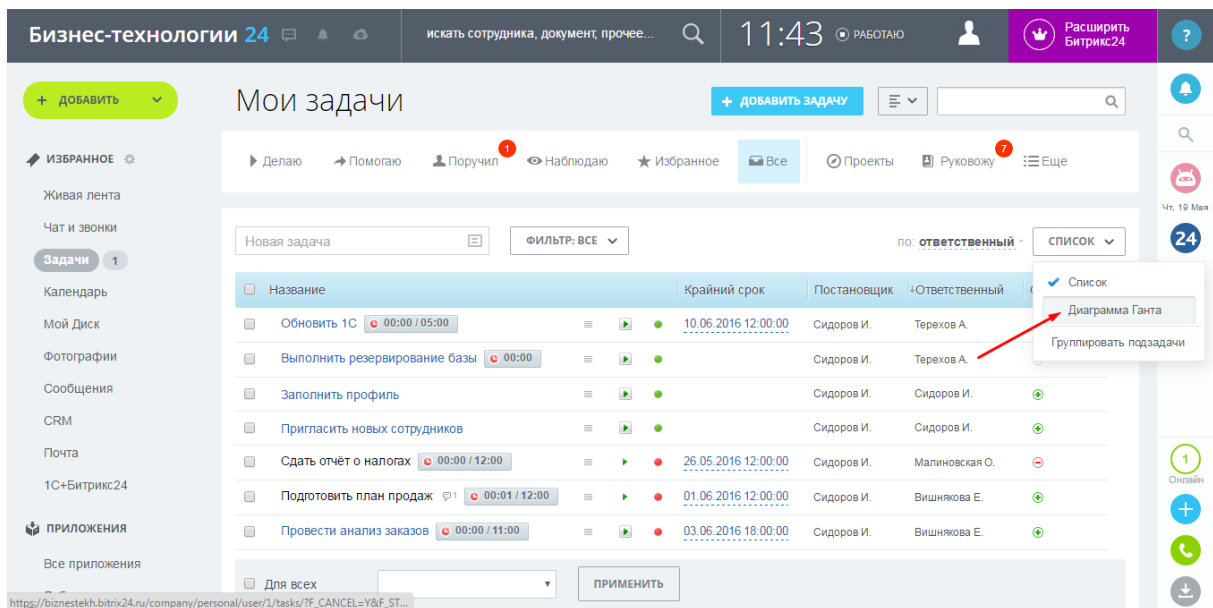 Бизнес-технологии 24
искать сотрудника, документ, прочее...
11:43 РАБОТАЮ
Расширить
Битрикс24
?
+ ДОБАВИТЬ
Мои задачи
+ ДОБАВИТЬ ЗАДАЧУ
ИЗБРАННОЕ
Делаю Помогаю Поручил 1 Наблюдаю Избранное Все Проекты Руковожу 7 Еще
Живая лента
Чт, 19 Мая
Чат и звонки
24
Новая задача ФИЛЬТР: ВСЕ по: ответственный СПИСОК
Задачи 1
Список
Диаграмма Ганта
Группировать подзадачи
Календарь
Название Крайний срок Постановщик ↓Ответственный
Мой Диск
Обновить 1С 00:00 / 05:00 10.06.2016 12:00:00 Сидоров И. Терехов А.
Фотографии
Выполнить резервирование базы 00:00 Сидоров И. Терехов А.
Сообщения
Заполнить профиль Сидоров И. Сидоров И.
CRM
Пригласить новых сотрудников Сидоров И. Сидоров И.
Почта
Сдать отчёт о налогах 00:00 / 12:00 26.05.2016 12:00:00 Сидоров И. Малиновская О.
1
Онлайн
1С+Битрикс24
Подготовить план продаж 1 00:01 / 12:00 01.06.2016 12:00:00 Сидоров И. Вишнякова Е.
ПРИЛОЖЕНИЯ
Провести анализ заказов 00:00 / 11:00 03.06.2016 18:00:00 Сидоров И. Вишнякова Е.
Все приложения
Для всех ПРИМЕНИТЬ
https://biznestekh.bitrix24.ru/company/personal/user/1/tasks/?F_CANCEL=Y&F_ST...